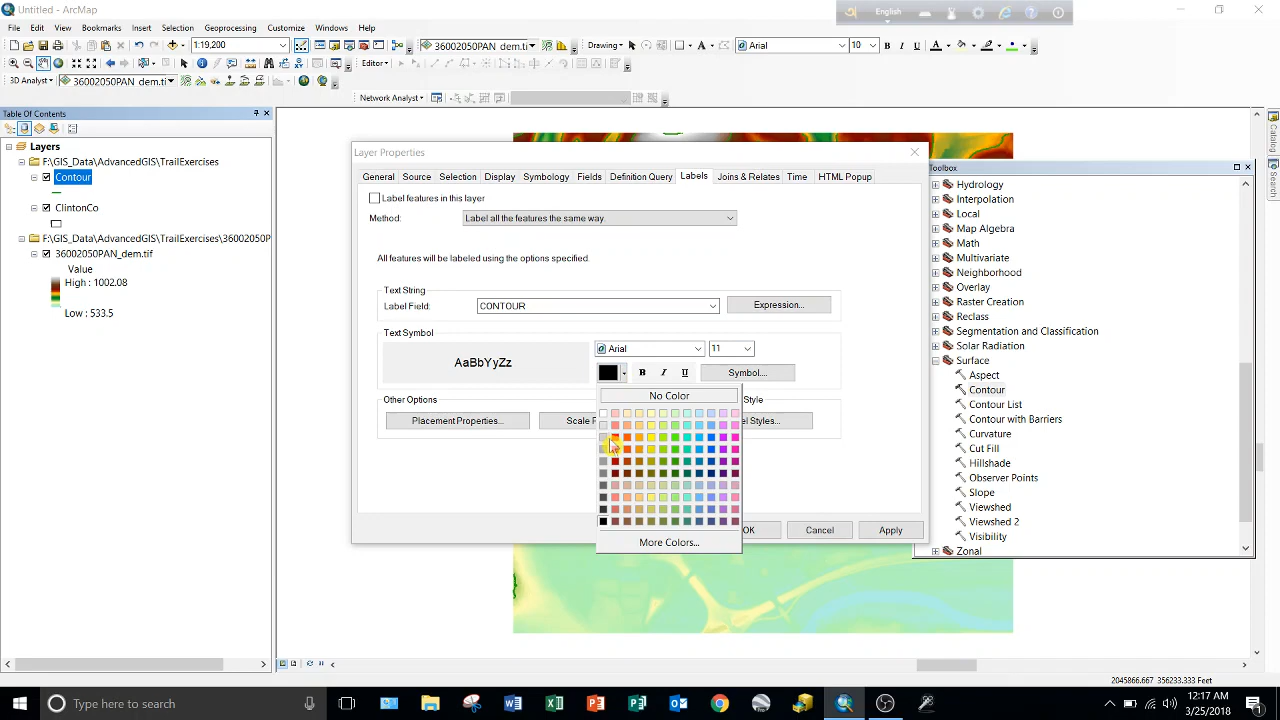 Untitled - ArcMap
English
File Edit View Bookmarks Insert Selection Geoprocessing Customize Windows Help
1:19,200
36002050PAN_dem.ti
Drawing
Arial
10
B I U A
Editor
3D Analyst
36002050PAN_dem.ti
Network Analyst
Table Of Contents
Layers
F:\GIS_Data\AdvancedGIS\TrailExercises
Contour
ClintonCo
F:\GIS_Data\AdvancedGIS\TrailExercises\36002050P
36002050PAN_dem.tif
Value
High : 1002.08
Low : 533.5
Layer Properties
General Source Selection Display Symbology Fields Definition Query Labels Joins & Relates Time HTML Popup
Label features in this layer
Method:
Label all the features the same way.
All features will be labeled using the options specified.
Text String
Label Field:
CONTOUR
Expression...
Text Symbol
AaBbYyZz
Arial
11
B I U
Symbol...
No Color
Other Options
Style
Placement Properties...
Scale R
el Styles...
More Colors...
OK
Cancel
Apply
Toolbox
Hydrology
Interpolation
Local
Map Algebra
Math
Multivariate
Neighborhood
Overlay
Raster Creation
Reclass
Segmentation and Classification
Solar Radiation
Surface
Aspect
Contour
Contour List
Contour with Barriers
Curvature
Cut Fill
Hillshade
Observer Points
Slope
Viewshed
Viewshed 2
Visibility
Zonal
Catalog
Search
2045866.667 356233.333 Feet
Type here to search
12:17 AM
3/25/2018